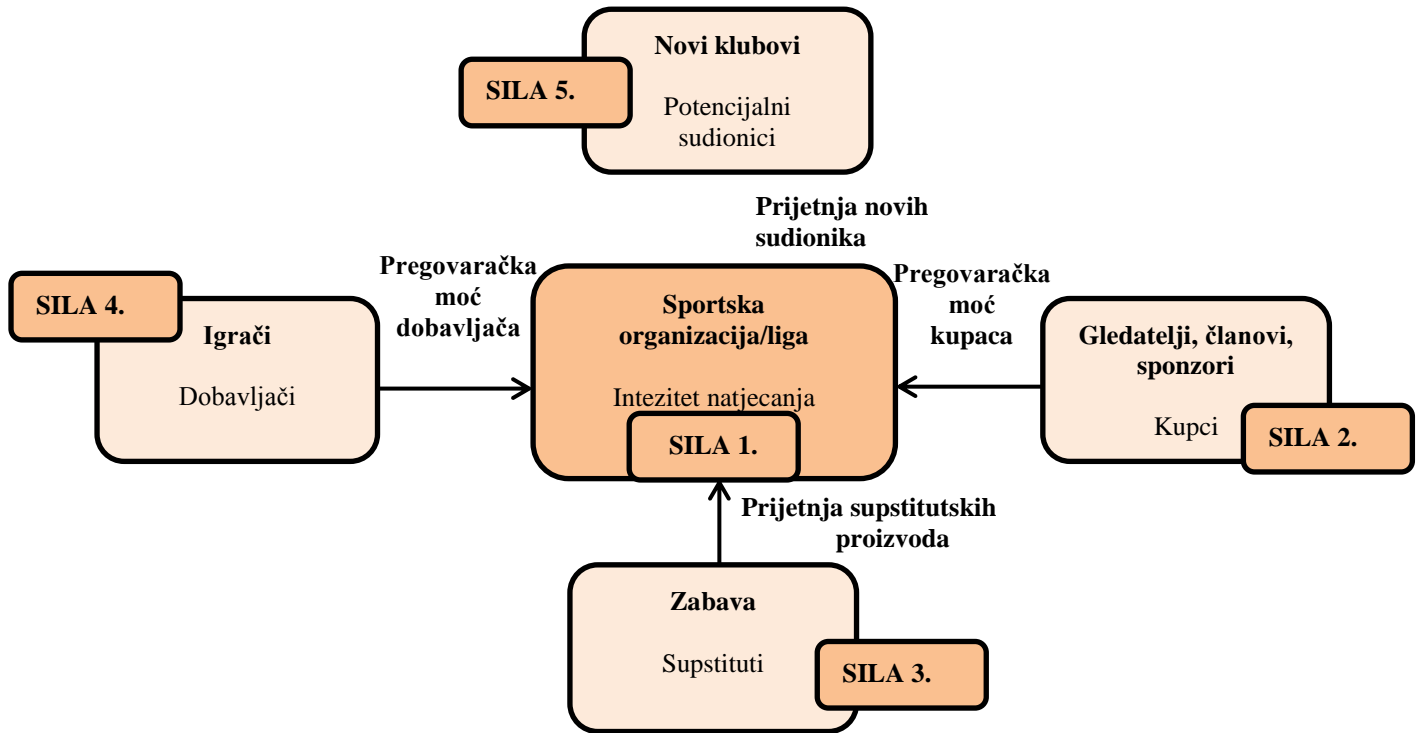 Novi klubovi
SILA 5.
Potencijalni
sudionici
Prijetnja novih
sudionika
Pregovaračka
moć
dobavljača
Pregovaračka
moć
kupaca
SILA 4.
Igrači
Dobavljači
Sportska
organizacija/liga
Intezitet natjecanja
SILA 1.
Gledatelji, članovi,
sponzori
Kupci
SILA 2.
Prijetnja supstitutskih
proizvoda
Zabava
Supstituti
SILA 3.